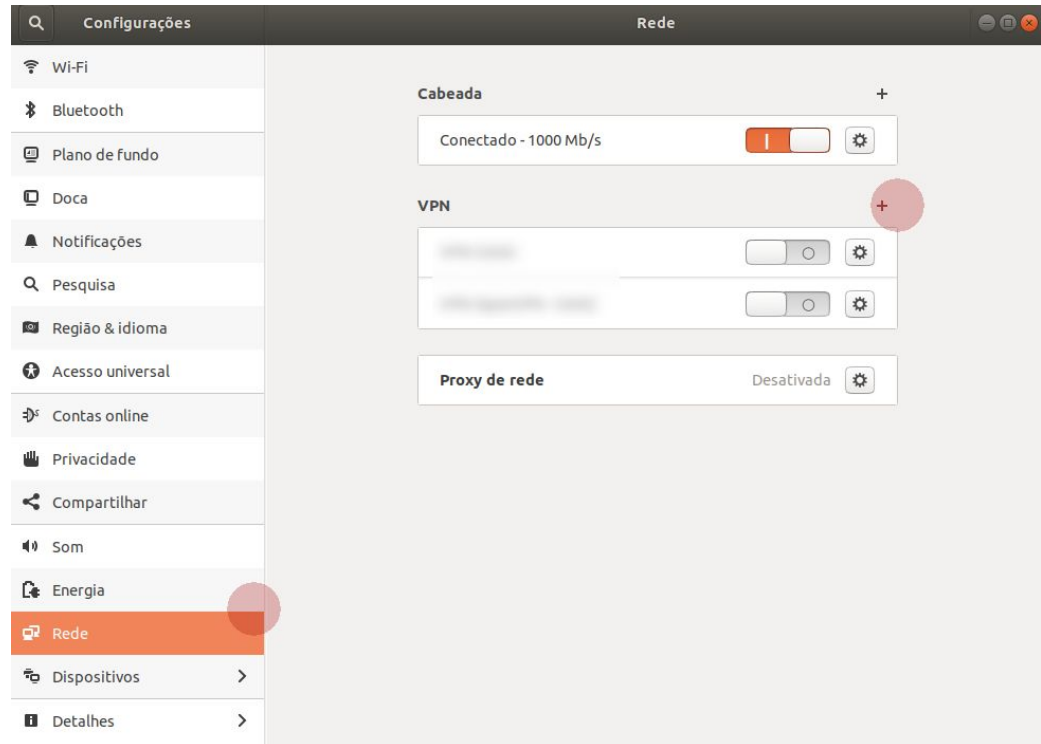 Configurações
Rede
Wi-Fi
Bluetooth
Plano de fundo
Doca
Notificações
Pesquisa
Região & idioma
Acesso universal
Contas online
Privacidade
Compartilhar
Som
Energia
Rede
Dispositivos
Detalhes
Cabeada
Conectado - 1000 Mb/s
VPN
Proxy de rede Desativada